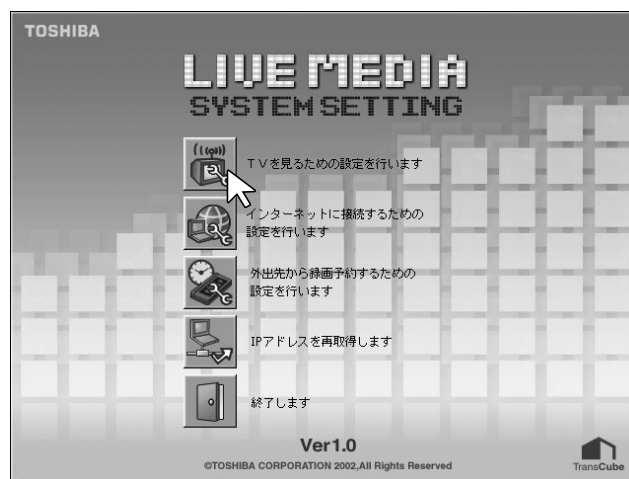 TOSHIBA
LIVE MEDIA
SYSTEM SETTING
TVを見るための設定を行います
インターネットに接続するための
設定を行います
外出先から録画予約するための
設定を行います
IPアドレスを再取得します
終了します
Ver1.0
©TOSHIBA CORPORATION 2002,All Rights Reserved
TransCube